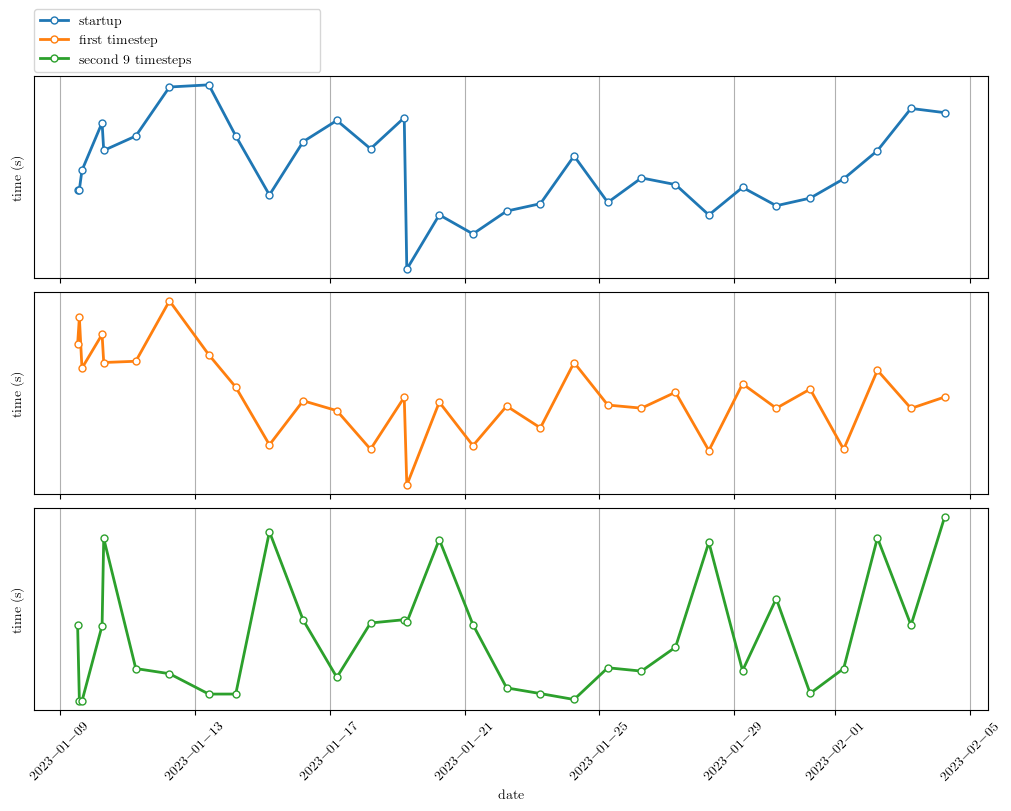 startup
first timestep
second 9 timesteps
time (s)
time (s)
time (s)
2023−01−09
2023−01−13
2023−01−17
2023−01−21
2023−01−25
2023−01−29
2023−02−01
2023−02−05
date